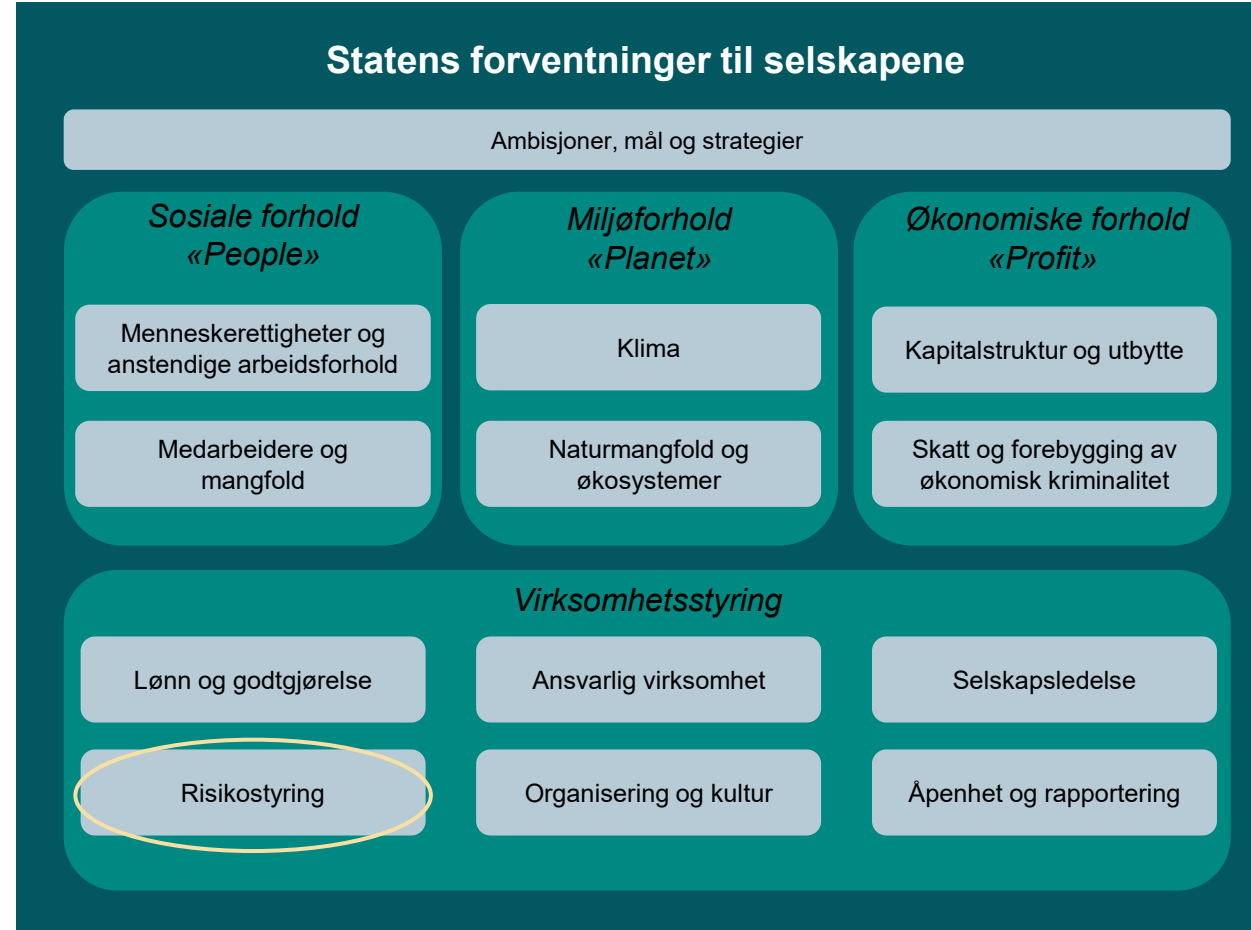 Statens forventninger til selskapene
Ambisjoner, mål og strategier
Sosiale forhold
«People»
Menneskerettigheter og
anstendige arbeidsforhold
Medarbeidere og
mangfold
Miljøforhold
«Planet»
Klima
Naturmangfold og
økosystemer
Økonomiske forhold
«Profit»
Kapitalstruktur og utbytte
Skatt og forebygging av
økonomisk kriminalitet
Virksomhetsstyring
Lønn og godtgjørelse
Ansvarlig virksomhet
Selskapsledelse
Risikostyring
Organisering og kultur
Åpenhet og rapportering